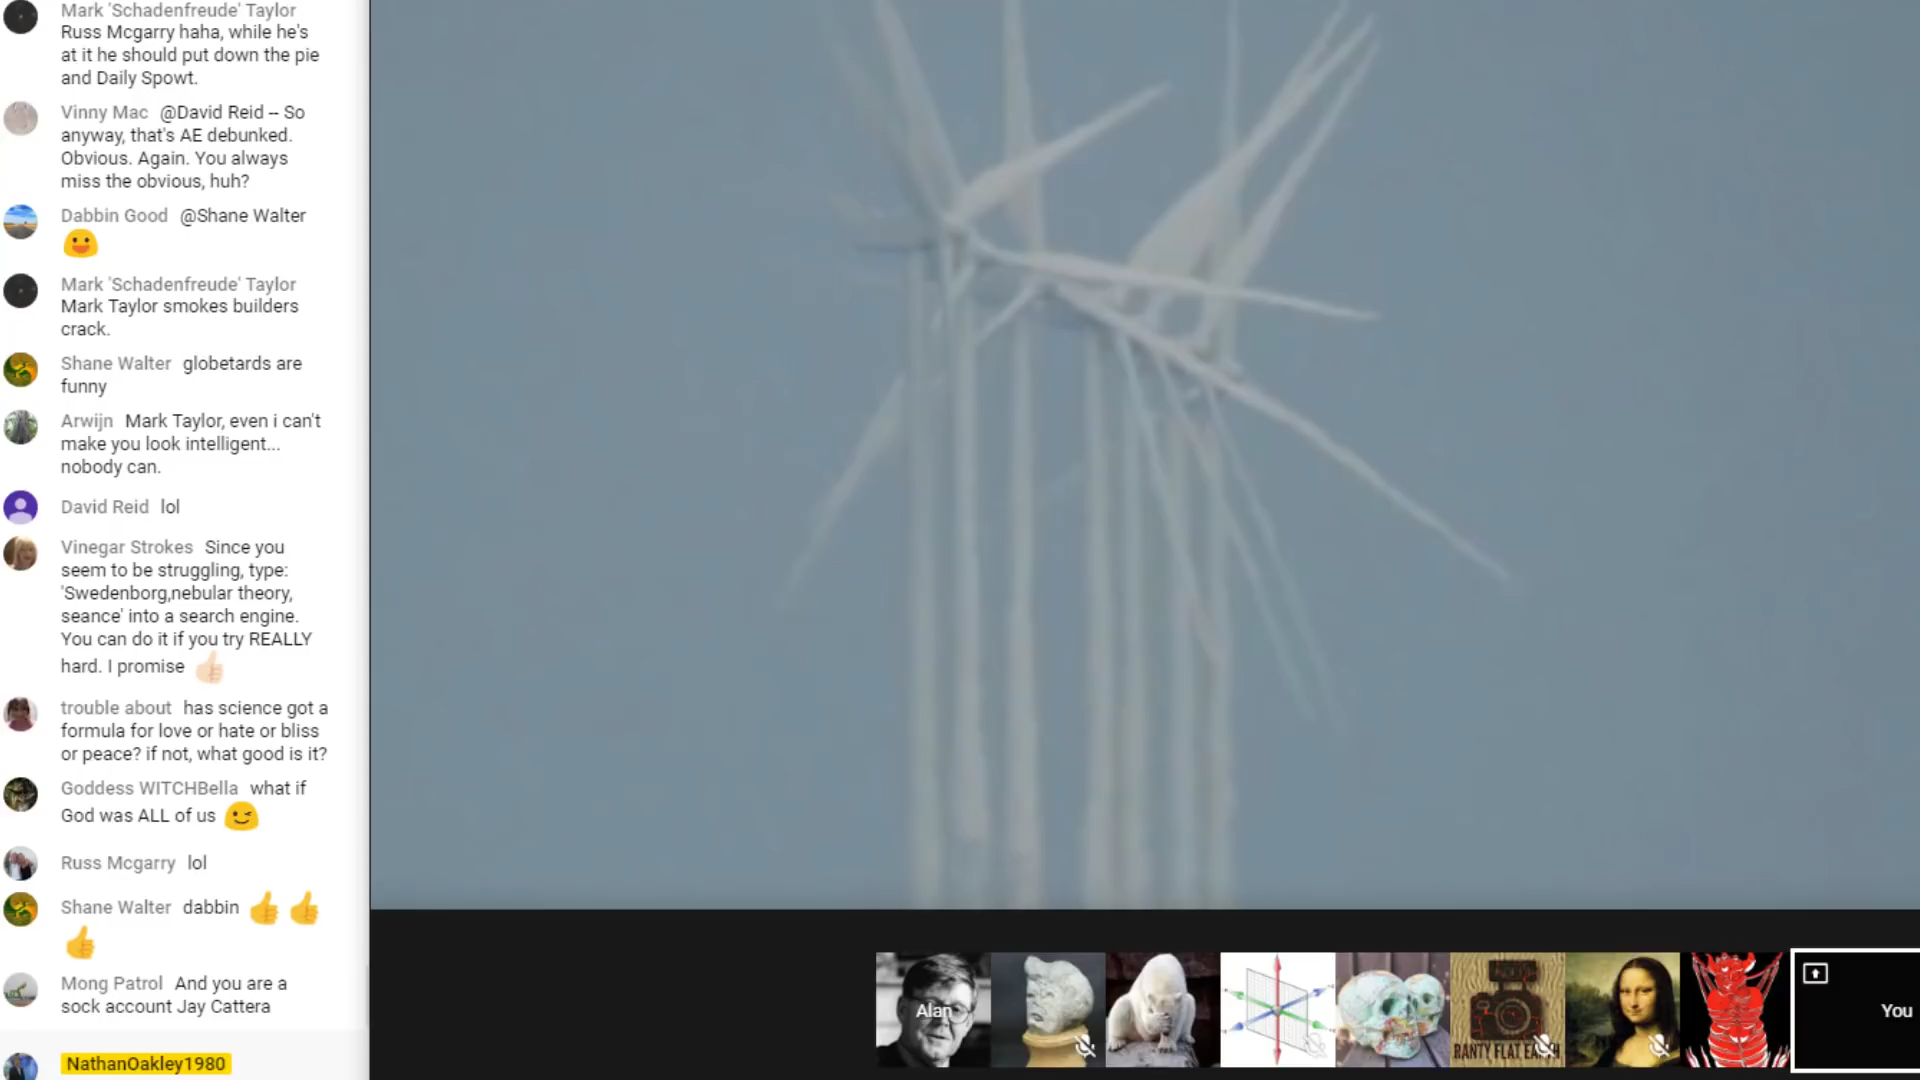 Mark 'Schadenfreude' Taylor
Russ Mcgarry haha, while he's
at it he should put down the pie
and Daily Spowt.
Vinny Mac @David Reid -- So
anyway, that's AE debunked.
Obvious. Again. You always
miss the obvious, huh?
Dabbin Good @Shane Walter
😃
Mark 'Schadenfreude' Taylor
Mark Taylor smokes builders
crack.
Shane Walter globetards are
funny
Arwijn Mark Taylor, even i can't
make you look intelligent...
nobody can.
David Reid lol
Vinegar Strokes Since you
seem to be struggling, type:
'Swedenborg,nebular theory,
seance' into a search engine.
You can do it if you try REALLY
hard. I promise 👍🏻
trouble about has science got a
formula for love or hate or bliss
or peace? if not, what good is it?
Goddess WITCHBella what if
God was ALL of us 😉
Russ Mcgarry lol
Shane Walter dabbin 👍 👍
👍
Mong Patrol And you are a
sock account Jay Cattera
NathanOakley1980
Alan
RANTY FLAT EARTH
You